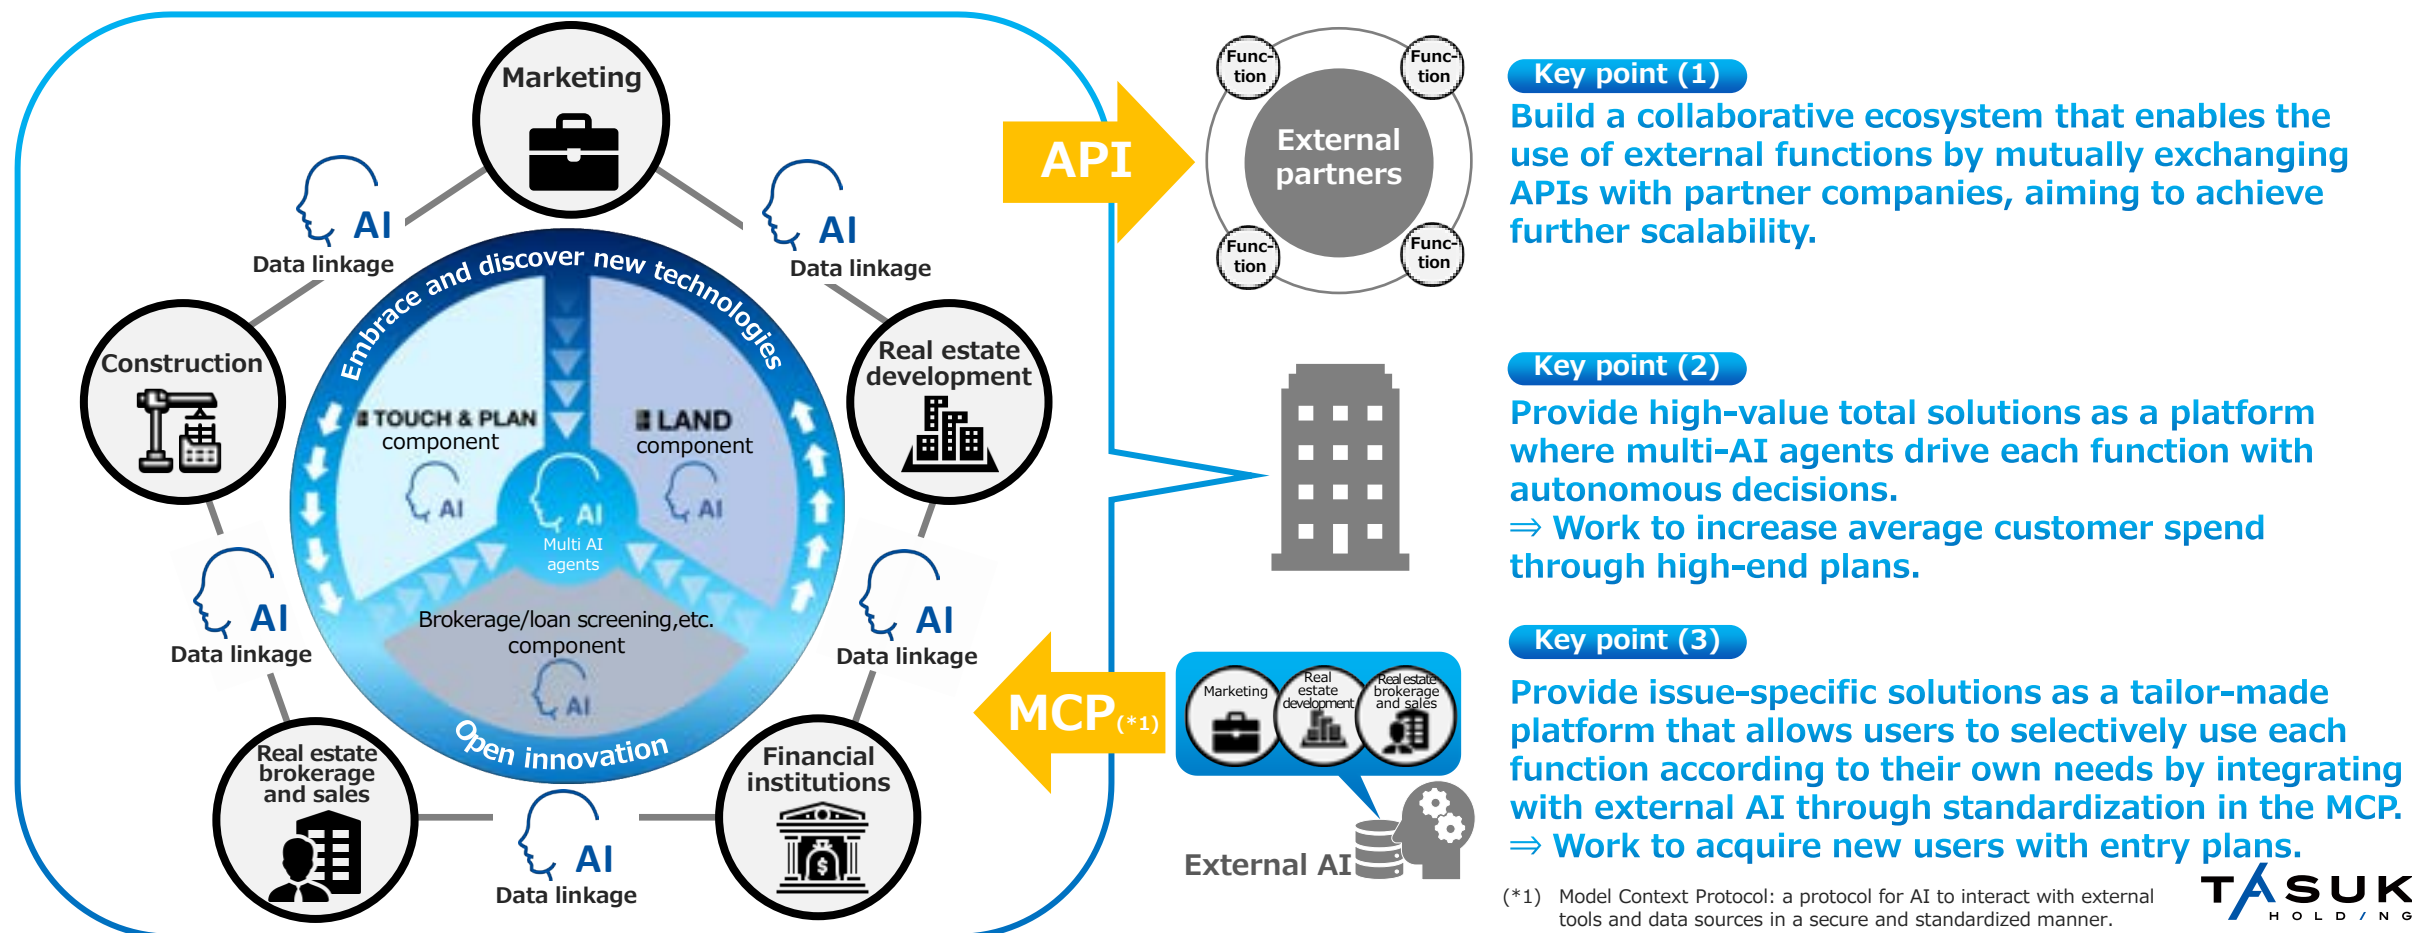 Marketing
AI
Data linkage
AI
Data linkage
Embrace and discover new technologies
Construction
Real estate
development
TOUCH & PLAN
component
AI
LAND
component
AI
AI
Multi AI
agents
Brokerage/loan screening,etc.
component
AI
Open innovation
AI
Data linkage
AI
Data linkage
Real estate
brokerage
and sales
Financial
institutions
AI
Data linkage
API
External
partners
Func-
tion
Func-
tion
Func-
tion
Func-
tion
MCP(*1)
Marketing
Real
estate
development
Real estate
brokerage
and sales
External AI
Key point (1)
Build a collaborative ecosystem that enables the
use of external functions by mutually exchanging
APIs with partner companies, aiming to achieve
further scalability.
Key point (2)
Provide high-value total solutions as a platform
where multi-AI agents drive each function with
autonomous decisions.
⇒ Work to increase average customer spend
through high-end plans.
Key point (3)
Provide issue-specific solutions as a tailor-made
platform that allows users to selectively use each
function according to their own needs by integrating
with external AI through standardization in the MCP.
⇒ Work to acquire new users with entry plans.
(*1) Model Context Protocol: a protocol for AI to interact with external
tools and data sources in a secure and standardized manner.
TASUK
HOLDING